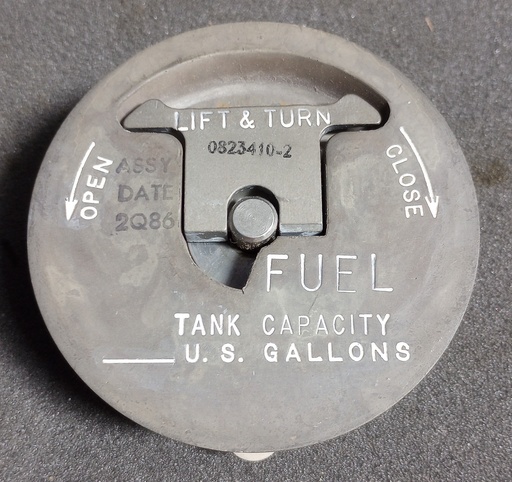 LIFT & TURN
0823410-2
OPEN
CLOSE
ASSY
DATE
2Q86
FUEL
TANK CAPACITY
U.S. GALLONS